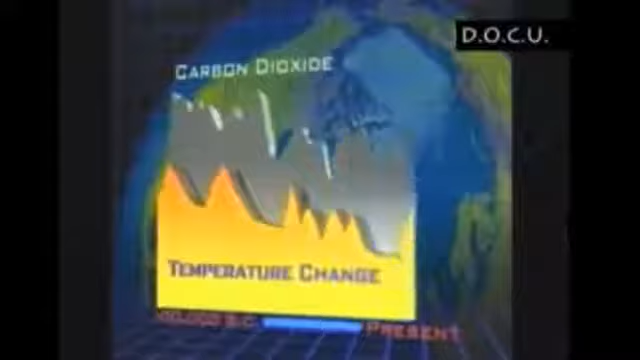 D.O.C.U.
CARBON DIOXIDE
TEMPERATURE CHANGE
PRESENT